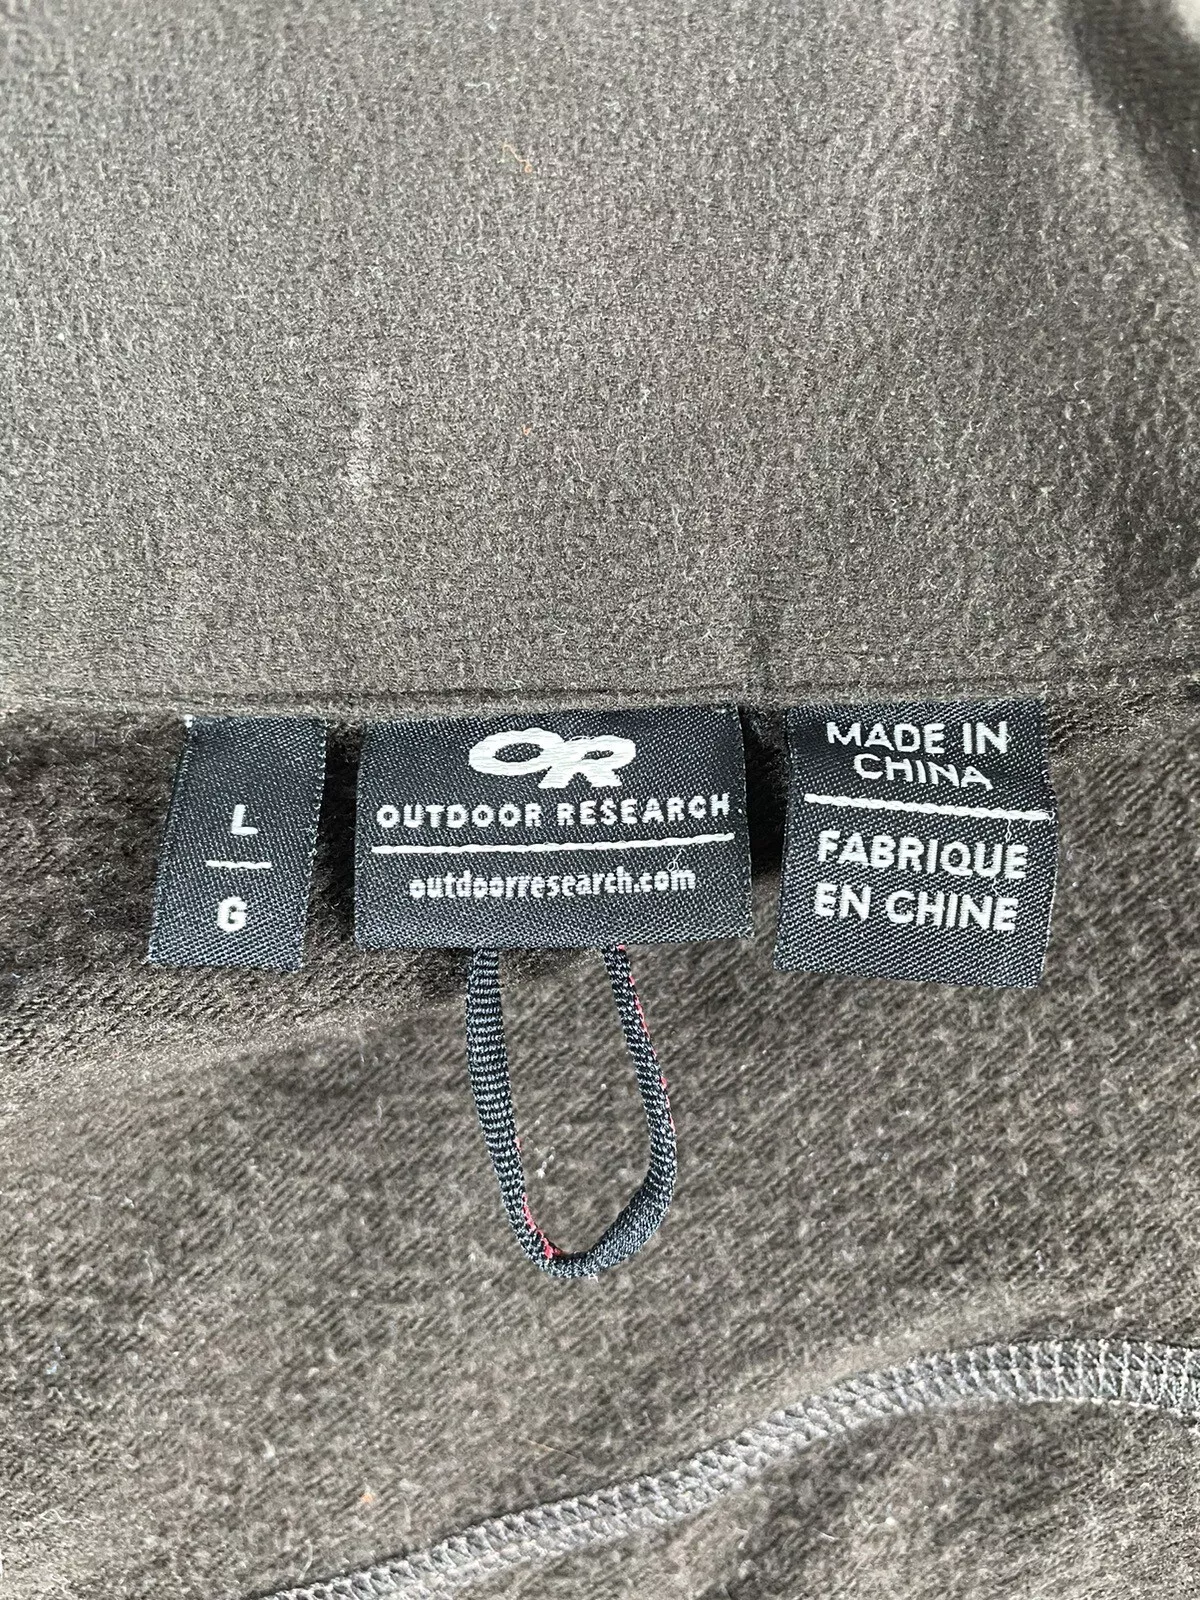 L
G
OR
OUTDOOR RESEARCH
outdoorresearch.com
MADE IN
CHINA
FABRIQUE
EN CHINE